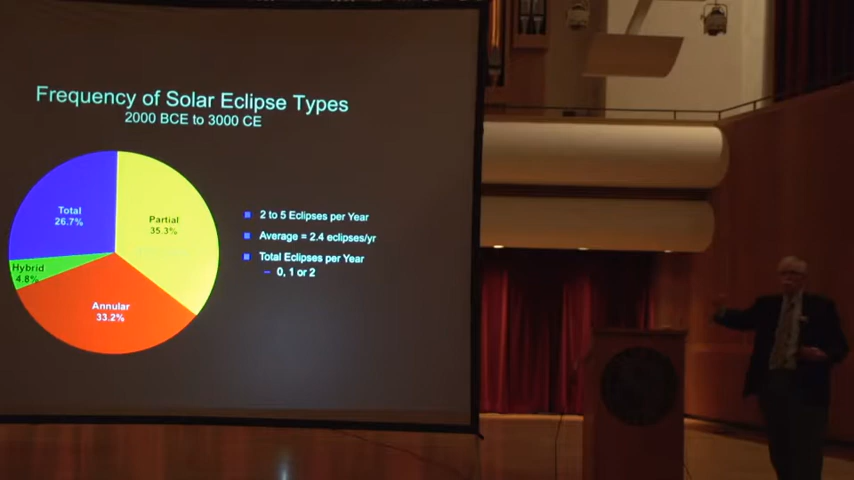 Frequency of Solar Eclipse Types
2000 BCE to 3000 CE
Total
26.7%
Partial
35.3%
Hybrid
4.8%
Annular
33.2%
2 to 5 Eclipses per Year
Average = 2.4 eclipses/yr
Total Eclipses per Year
– 0, 1 or 2